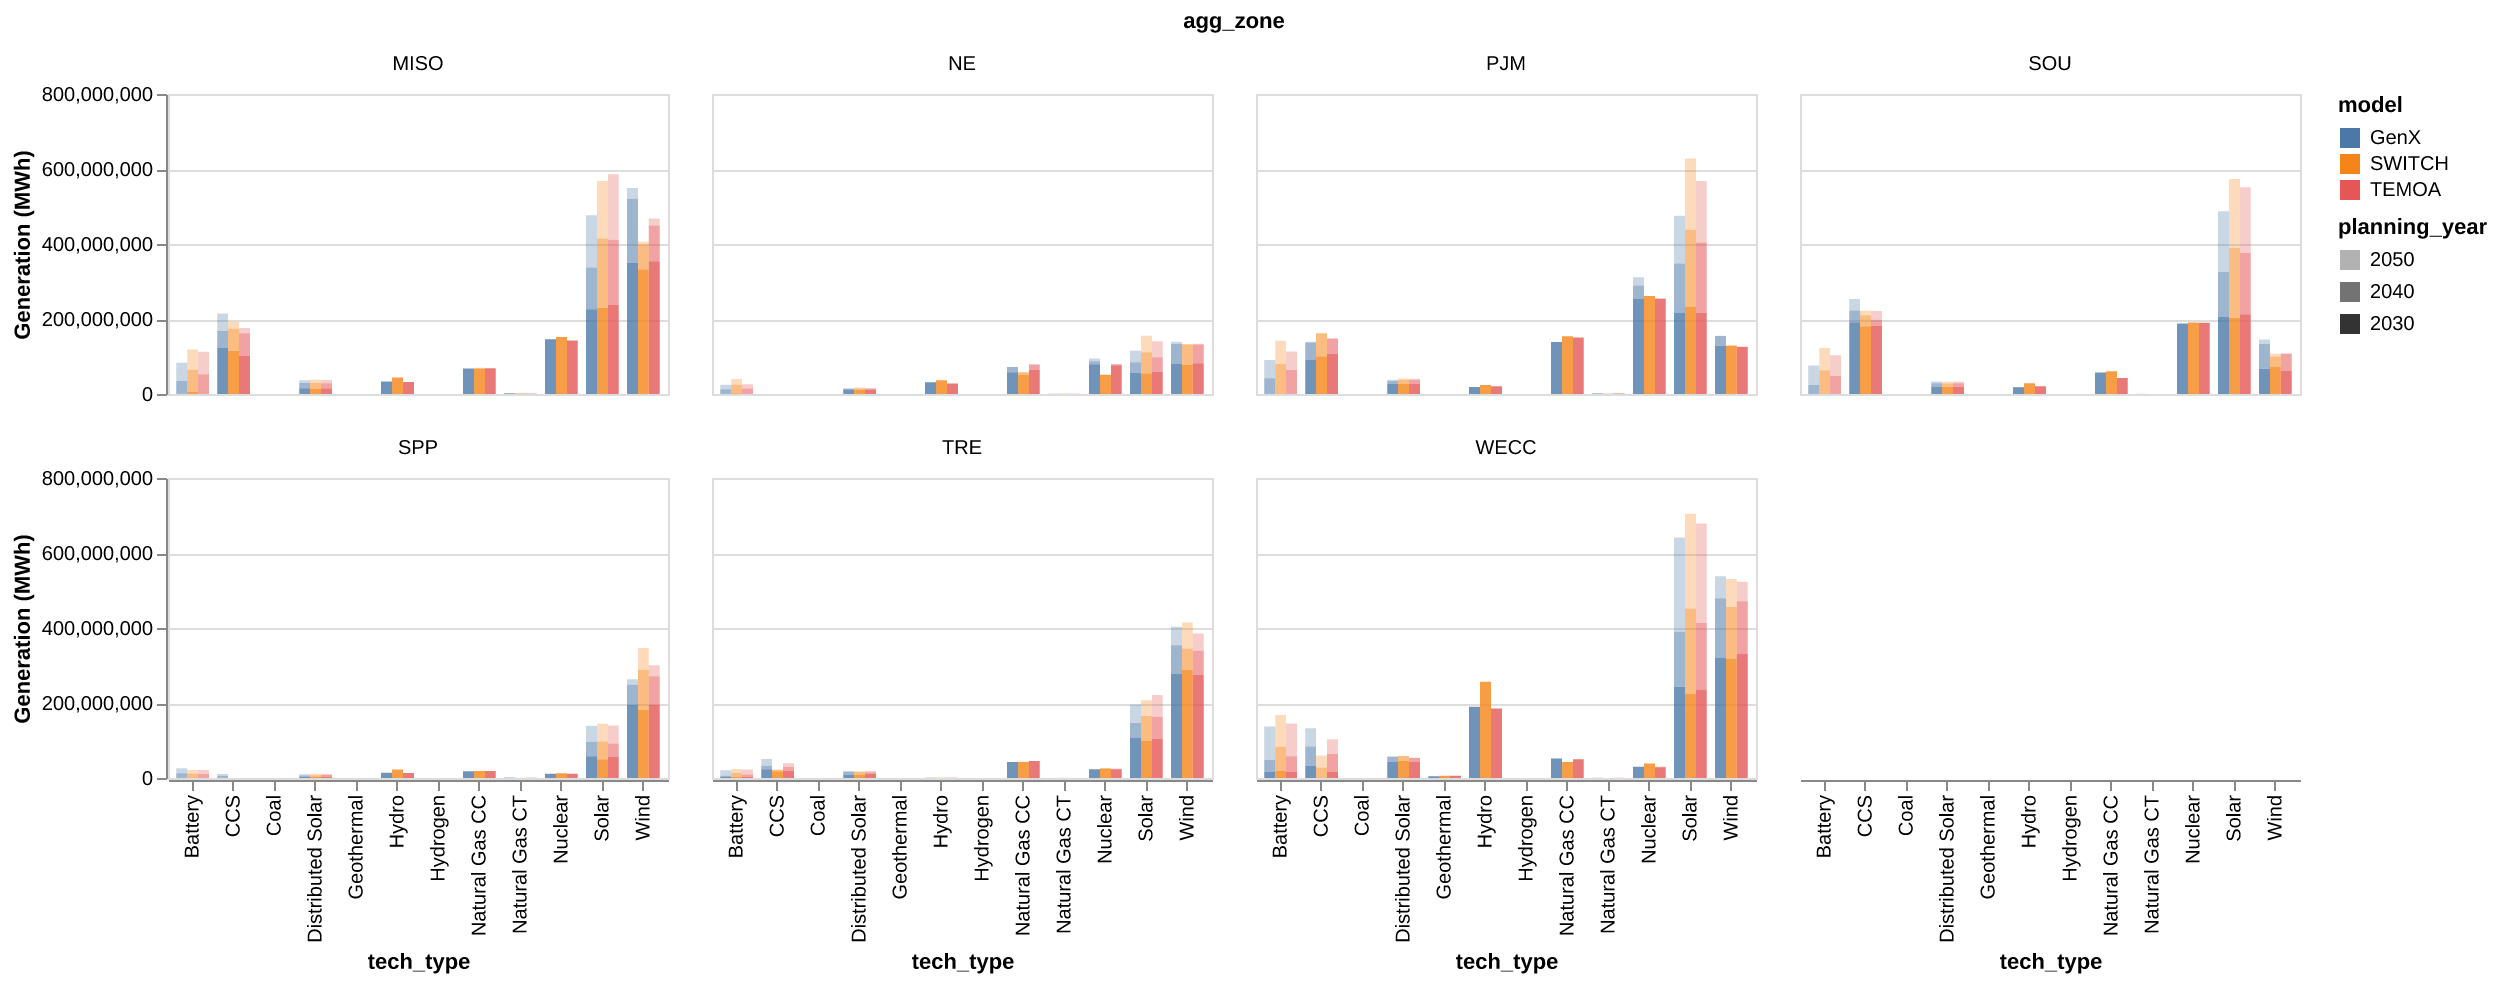 agg_zone
MISO
NE
PJM
SOU
800,000,000
600,000,000
400,000,000
200,000,000
0
Generation (MWh)
model
GenX
SWITCH
TEMOA
planning_year
2050
2040
2030
SPP
TRE
WECC
800,000,000
600,000,000
400,000,000
200,000,000
0
Generation (MWh)
Battery
CCS
Coal
Distributed Solar
Geothermal
Hydro
Hydrogen
Natural Gas CC
Natural Gas CT
Nuclear
Solar
Wind
Battery
CCS
Coal
Distributed Solar
Geothermal
Hydro
Hydrogen
Natural Gas CC
Natural Gas CT
Nuclear
Solar
Wind
Battery
CCS
Coal
Distributed Solar
Geothermal
Hydro
Hydrogen
Natural Gas CC
Natural Gas CT
Nuclear
Solar
Wind
Battery
CCS
Coal
Distributed Solar
Geothermal
Hydro
Hydrogen
Natural Gas CC
Natural Gas CT
Nuclear
Solar
Wind
tech_type
tech_type
tech_type
tech_type